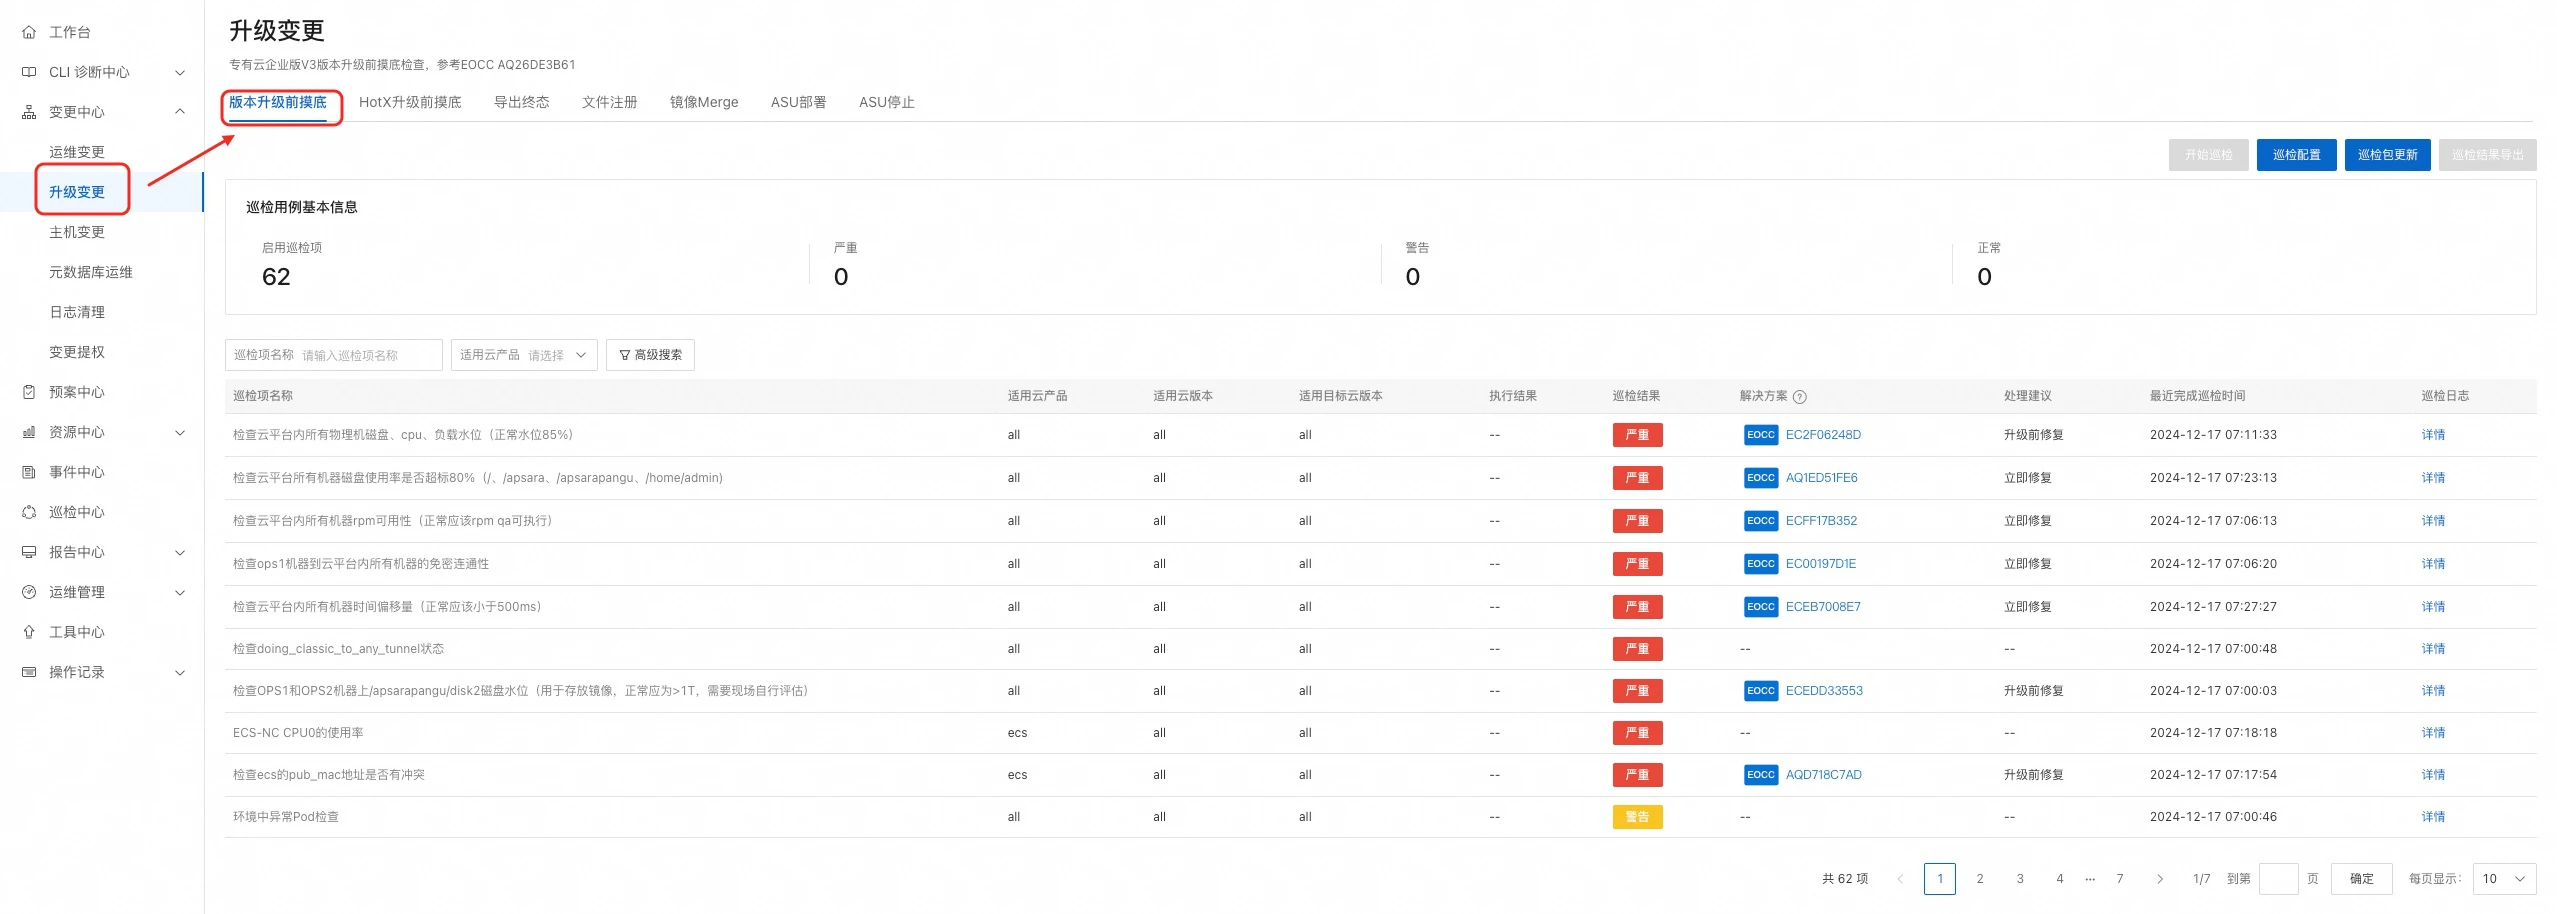 工作台
CLI 诊断中心
变更中心
运维变更
升级变更
主机变更
元数据库运维
日志清理
变更提权
预案中心
资源中心
事件中心
巡检中心
报告中心
运维管理
工具中心
操作记录
升级变更
专有云企业版V3版本升级前摸底检查，参考EOCC AQ26DE3B61
版本升级前摸底 HotX升级前摸底 导出终态 文件注册 镜像Merge ASU部署 ASU停止
开始巡检 巡检配置 巡检包更新 巡检结果导出
巡检用例基本信息
启用巡检项 严重 警告 正常
62 0 0 0
巡检项名称 请输入巡检项名称 适用云产品 请选择 高级搜索
巡检项名称 适用云产品 适用云版本 适用目标云版本 执行结果 巡检结果 解决方案 ? 处理建议 最近完成巡检时间 巡检日志
检查云平台内所有物理机磁盘、cpu、负载水位（正常水位85%） all all all -- 严重 EOCC EC2F06248D 升级前修复 2024-12-17 07:11:33 详情
检查云平台所有机器磁盘使用率是否超标80%（/、/apsara、/apsarapangu、/home/admin) all all all -- 严重 EOCC AQ1ED51FE6 立即修复 2024-12-17 07:23:13 详情
检查云平台内所有机器rpm可用性（正常应该rpm qa可执行） all all all -- 严重 EOCC ECFF17B352 立即修复 2024-12-17 07:06:13 详情
检查ops1机器到云平台内所有机器的免密连通性 all all all -- 严重 EOCC EC00197D1E 立即修复 2024-12-17 07:06:20 详情
检查云平台内所有机器时间偏移量（正常应该小于500ms） all all all -- 严重 EOCC ECEB7008E7 立即修复 2024-12-17 07:27:27 详情
检查doing_classic_to_any_tunnel状态 all all all -- 严重 -- -- 2024-12-17 07:00:48 详情
检查OPS1和OPS2机器上/apsarapangu/disk2磁盘水位（用于存放镜像，正常应为>1T，需要现场自行评估） all all all -- 严重 EOCC ECEDD33553 升级前修复 2024-12-17 07:00:03 详情
ECS-NC CPU0的使用率 ecs all all -- 严重 -- -- 2024-12-17 07:18:18 详情
检查ecs的pub_mac地址是否有冲突 ecs all all -- 严重 EOCC AQD718C7AD 升级前修复 2024-12-17 07:17:54 详情
环境中异常Pod检查 all all all -- 警告 -- -- 2024-12-17 07:00:46 详情
共 62 项 1 2 3 4 ... 7 1/7 到第 页 确定 每页显示： 10